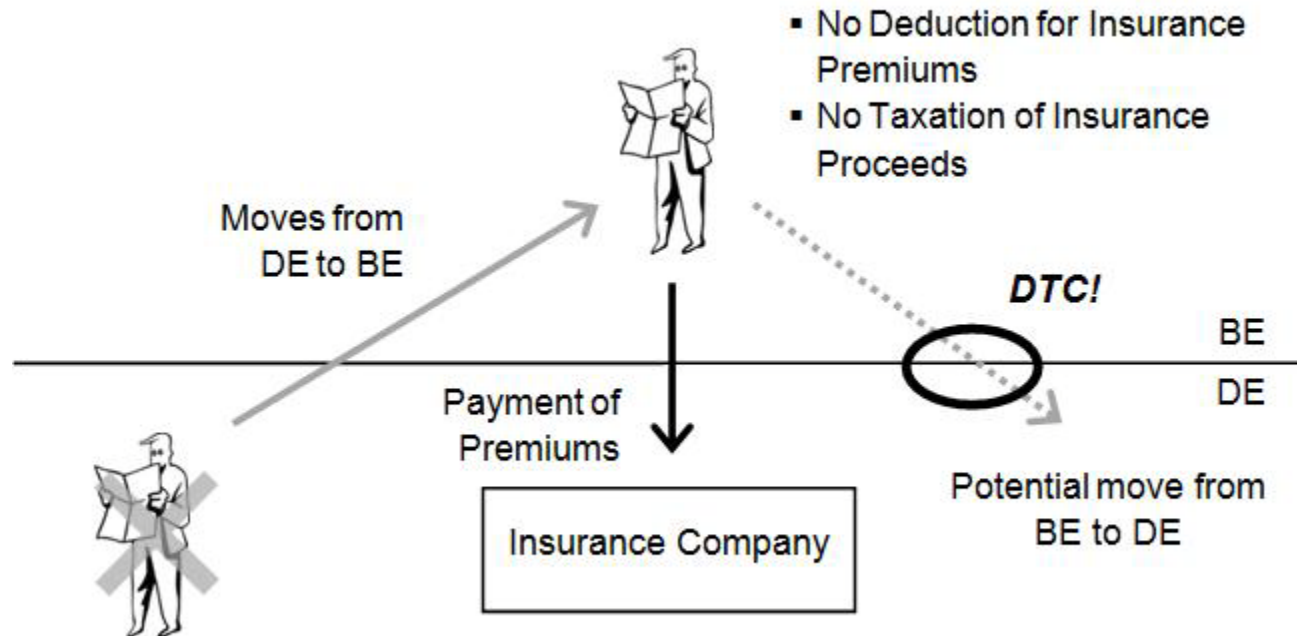 ▪ No Deduction for Insurance
Premiums
▪ No Taxation of Insurance
Proceeds
Moves from
DE to BE
DTC!
BE
DE
Payment of
Premiums
Potential move from
BE to DE
Insurance Company